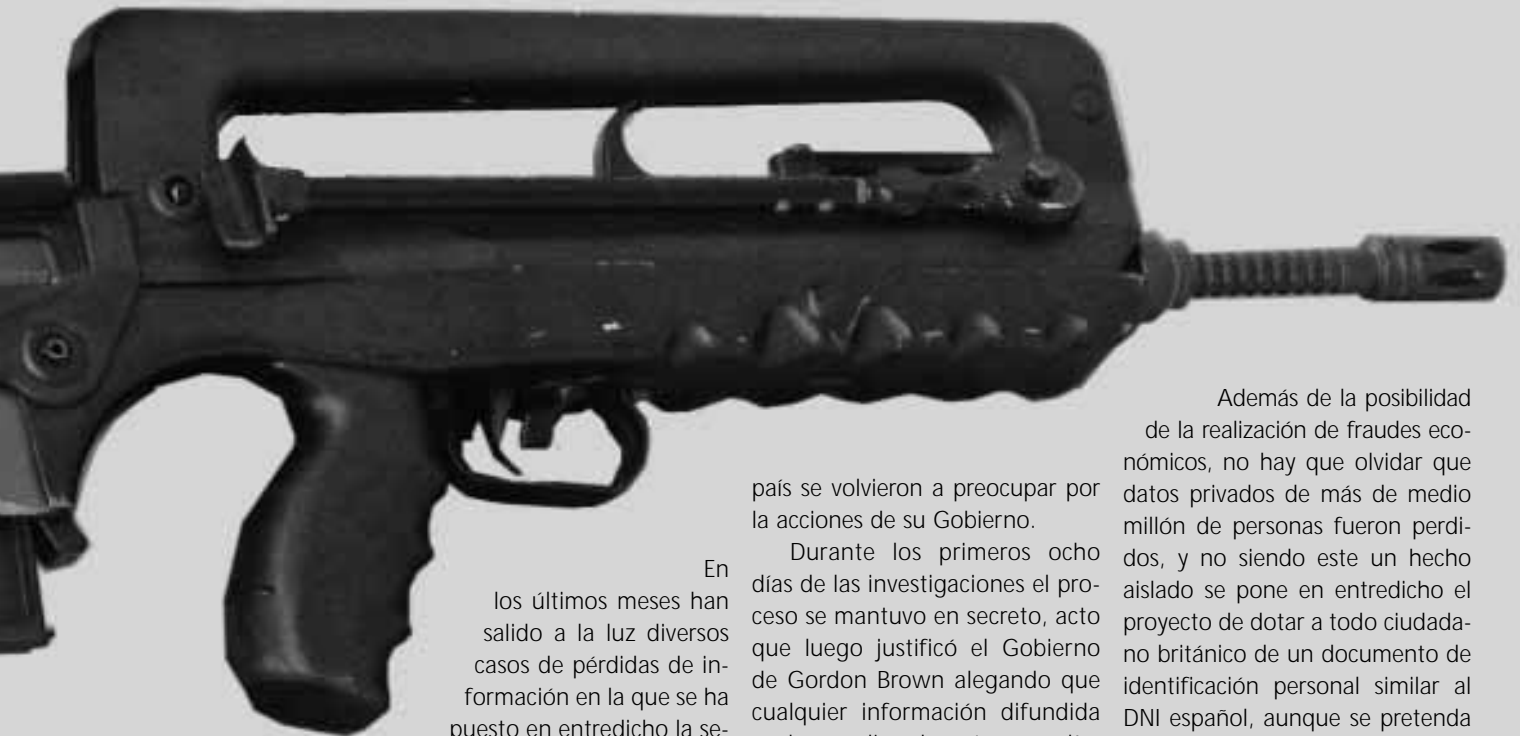 En
los últimos meses han
salido a la luz diversos
casos de pérdidas de in-
formación en la que se ha
puesto en entredicho la se-
país se volvieron a preocupar por
la acciones de su Gobierno.
Durante los primeros ocho
días de las investigaciones el pro-
ceso se mantuvo en secreto, acto
que luego justificó el Gobierno
de Gordon Brown alegando que
cualquier información difundida
Además de la posibilidad
de la realización de fraudes eco-
nómicos, no hay que olvidar que
datos privados de más de medio
millón de personas fueron perdi-
dos, y no siendo este un hecho
aislado se pone en entredicho el
proyecto de dotar a todo ciudada-
no británico de un documento de
identificación personal similar al
DNI español, aunque se pretenda